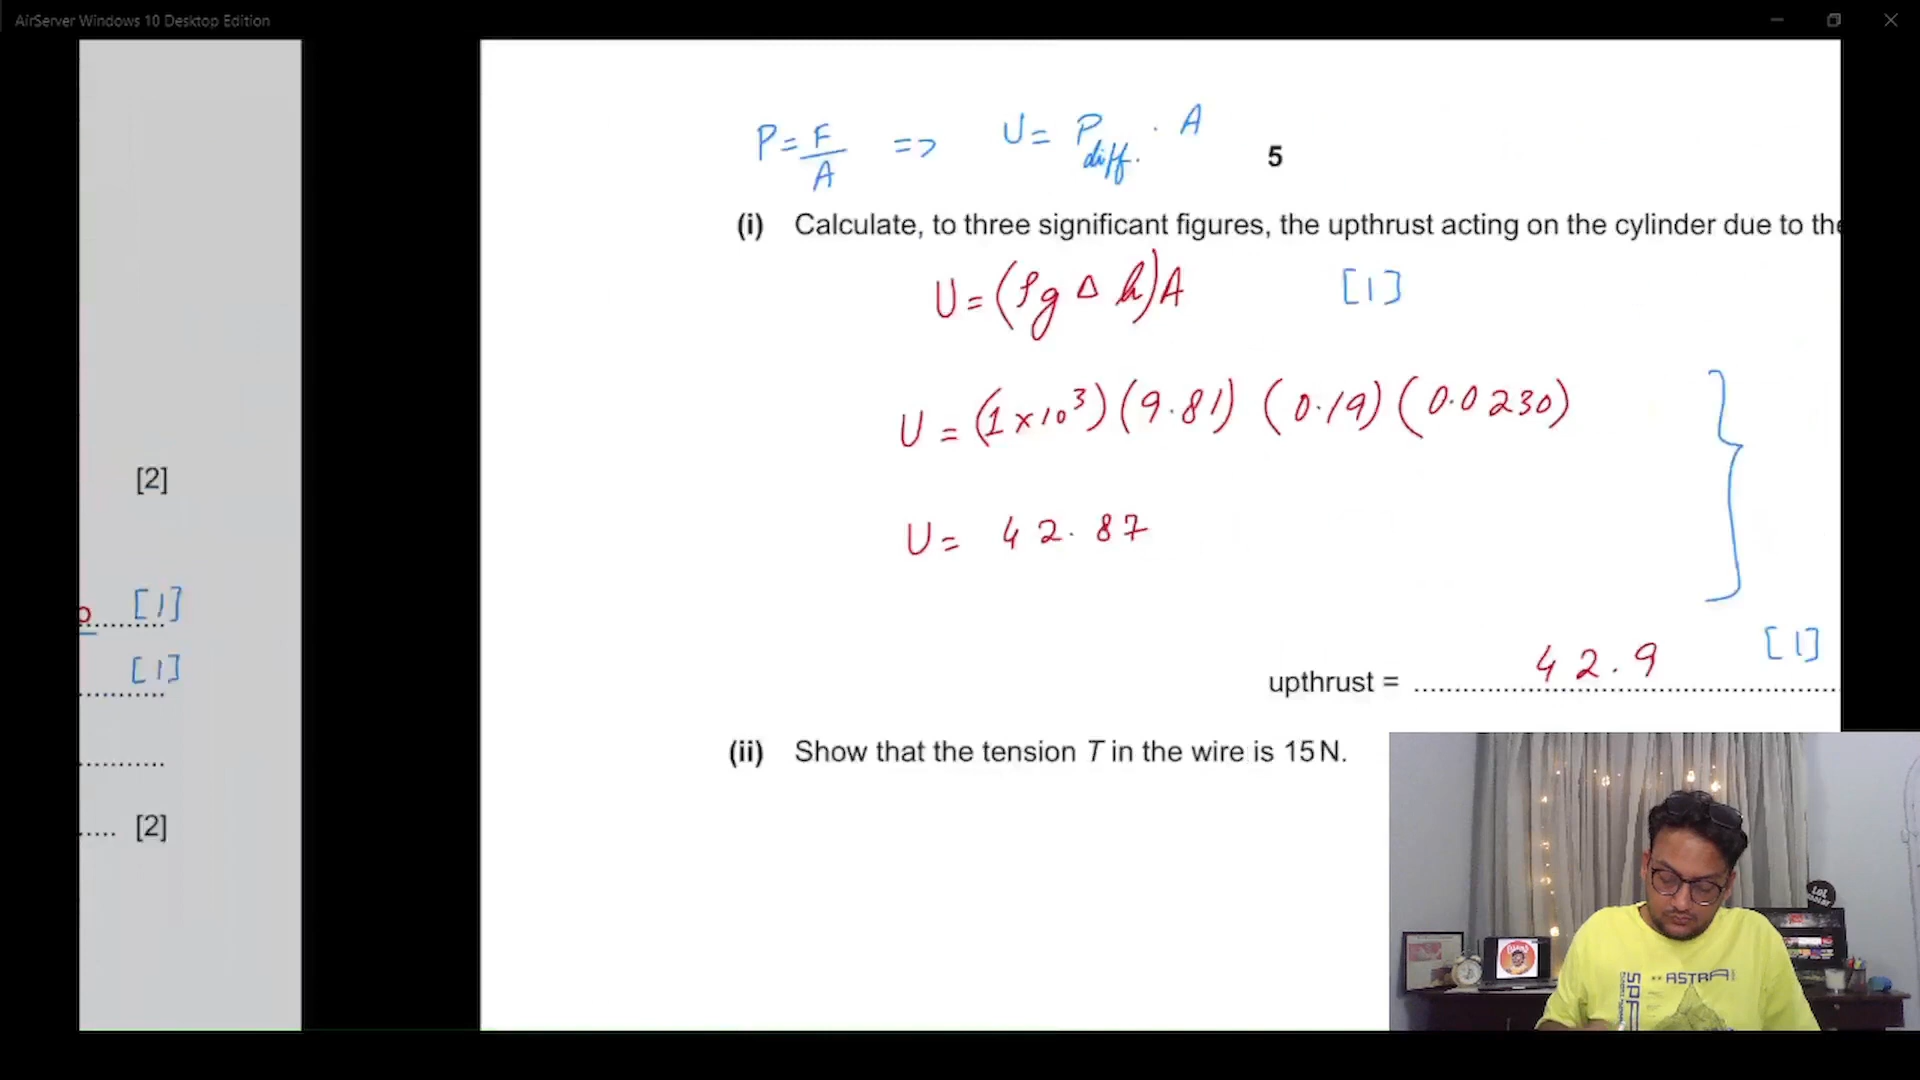 AirServer Windows 10 Desktop Edition
P = F/A => U = P diff. · A
5
(i) Calculate, to three significant figures, the upthrust acting on the cylinder due to the
U = (ρg Δh)A [1]
U = (1×10³)(9.81) (0.19)(0.0230)
U = 42.87
[2]
[1]
[1]
upthrust = 42.9 [1]
(ii) Show that the tension T in the wire is 15 N.
..... [2]
LoL
ASTRA